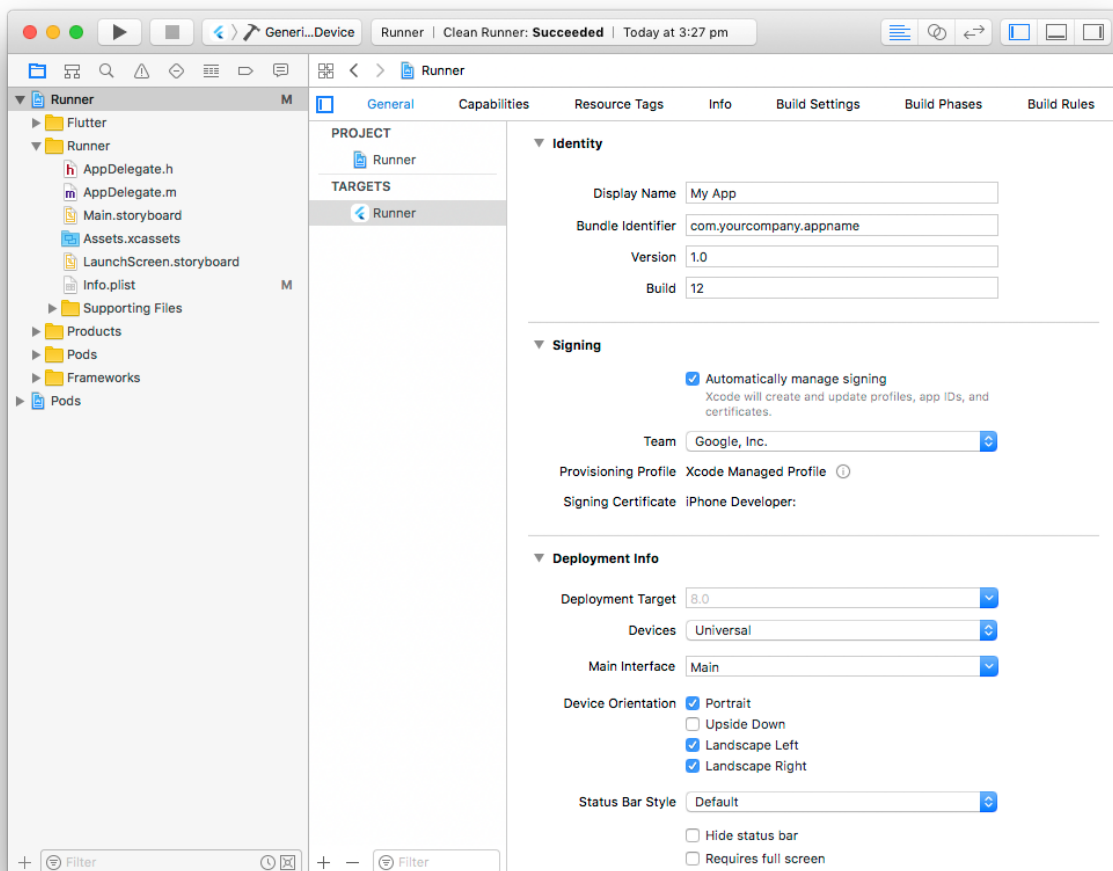 Generi...Device
Runner | Clean Runner: Succeeded | Today at 3:27 pm
Runner
Runner M
General Capabilities Resource Tags Info Build Settings Build Phases Build Rules
Flutter
Runner
h AppDelegate.h
m AppDelegate.m
Main.storyboard
Assets.xcassets
LaunchScreen.storyboard
Info.plist M
Supporting Files
Products
Pods
Frameworks
Pods
Filter
PROJECT
Runner
TARGETS
Runner
Filter
Identity
Display Name My App
Bundle Identifier com.yourcompany.appname
Version 1.0
Build 12
Signing
Automatically manage signing
Xcode will create and update profiles, app IDs, and
certificates.
Team Google, Inc.
Provisioning Profile Xcode Managed Profile
Signing Certificate iPhone Developer:
Deployment Info
Deployment Target 8.0
Devices Universal
Main Interface Main
Device Orientation Portrait
Upside Down
Landscape Left
Landscape Right
Status Bar Style Default
Hide status bar
Requires full screen